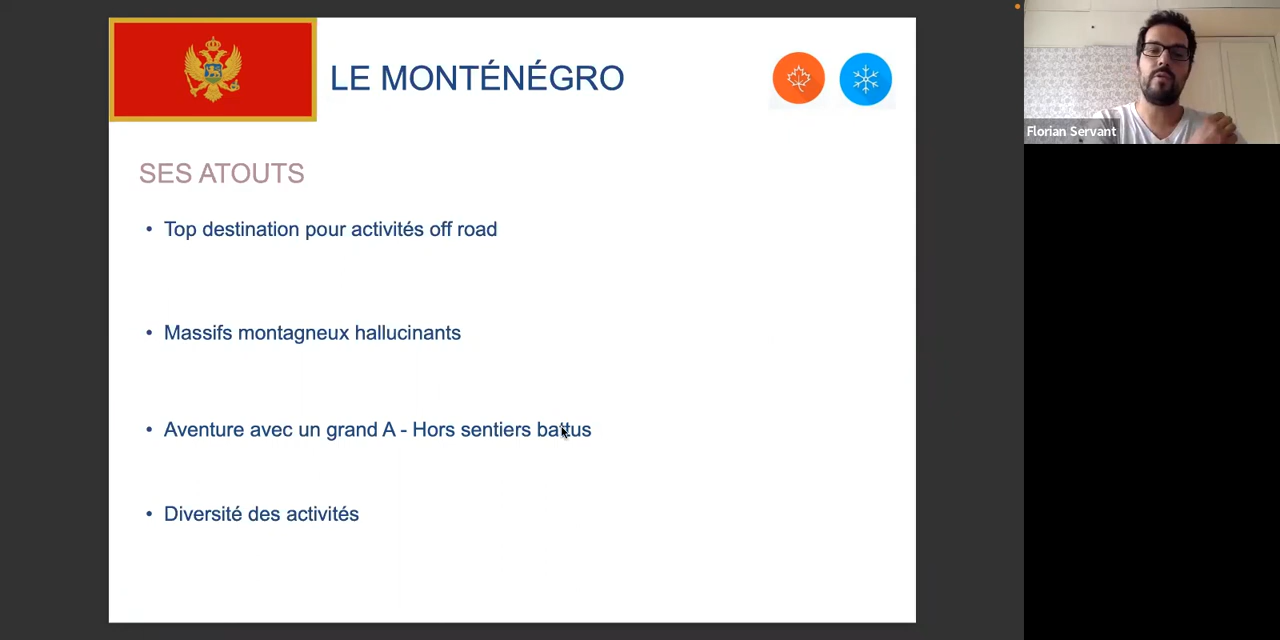 LE MONTÉNÉGRO
Florian Servant
SES ATOUTS
• Top destination pour activités off road
• Massifs montagneux hallucinants
• Aventure avec un grand A - Hors sentiers battus
• Diversité des activités